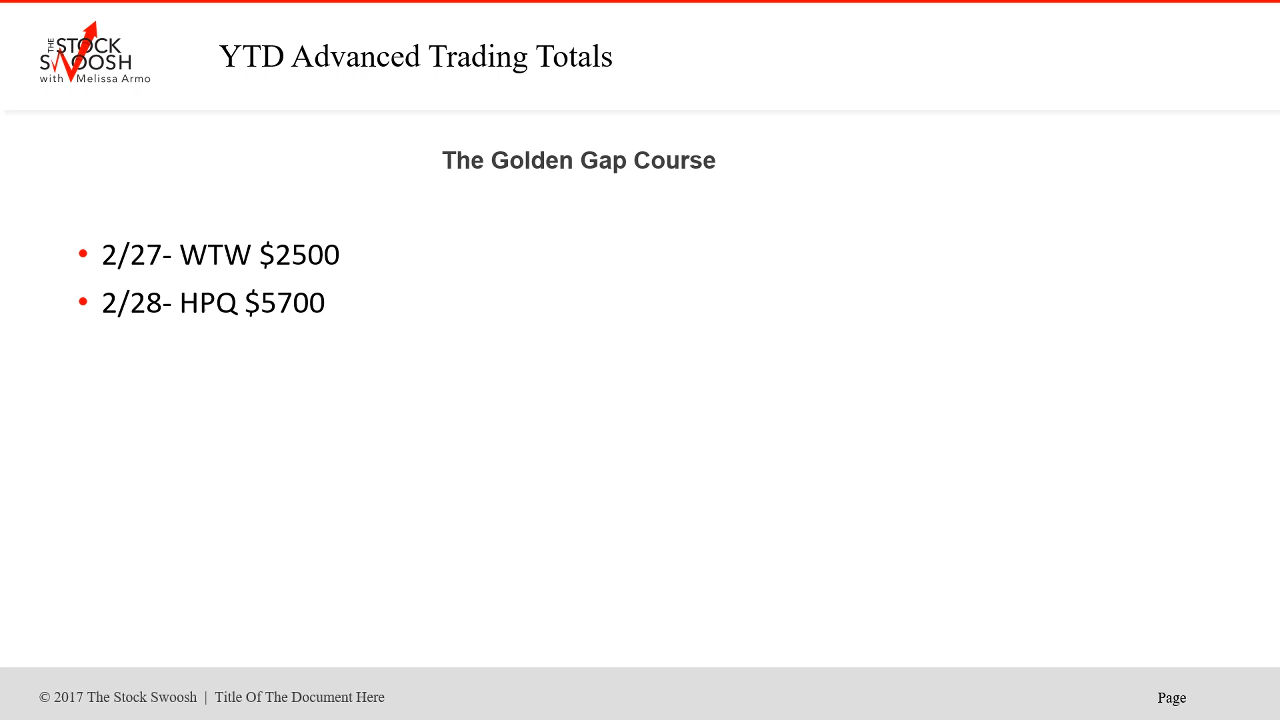 THE STOCK
SWOOSH
with Melissa Armo
YTD Advanced Trading Totals
The Golden Gap Course
• 2/27- WTW $2500
• 2/28- HPQ $5700
© 2017 The Stock Swoosh | Title Of The Document Here
Page